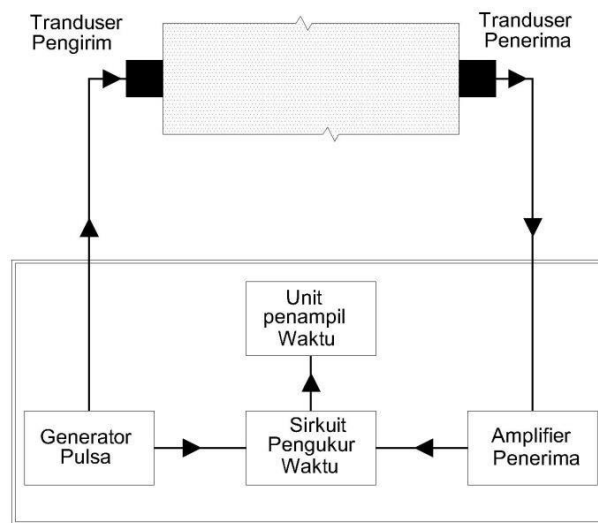 Tranduser
Pengirim
Tranduser
Penerima
Unit
penampil
Waktu
Generator
Pulsa
Sirkuit
Pengukur
Waktu
Amplifier
Penerima